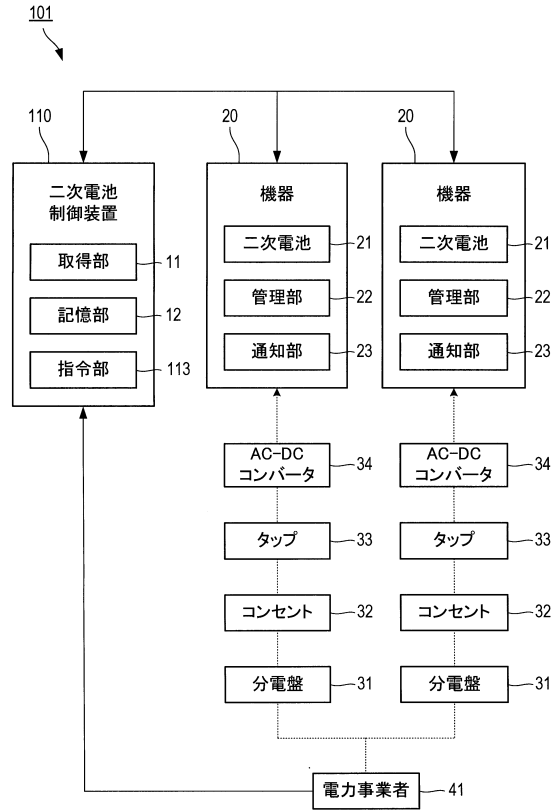 101
110
20
20
二次電池
制御装置
機器
機器
取得部
11
二次電池
21
二次電池
21
記憶部
12
管理部
22
管理部
22
指令部
113
通知部
23
通知部
23
AC-DC
コンバータ
34
AC-DC
コンバータ
34
タップ
33
タップ
33
コンセント
32
コンセント
32
分電盤
31
分電盤
31
電力事業者
41